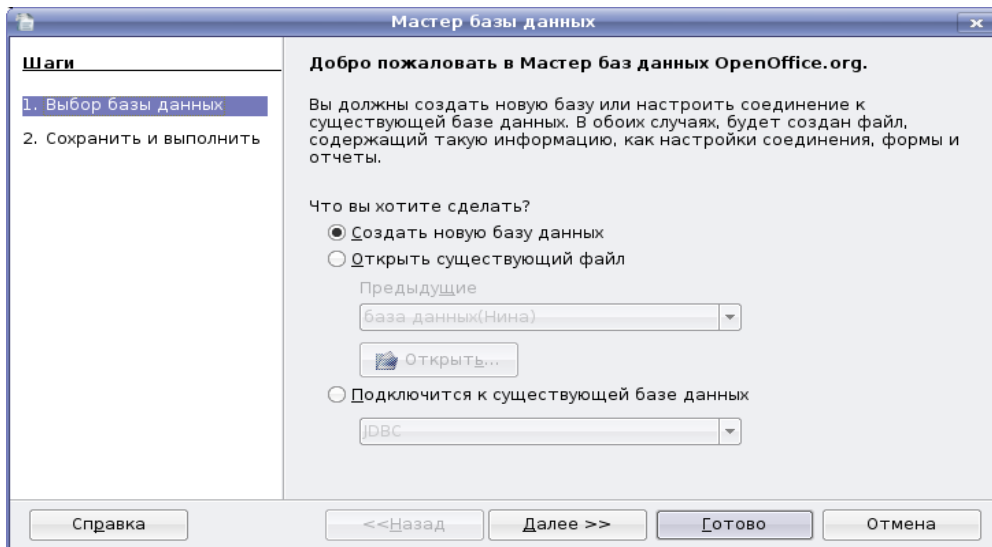 Мастер базы данных
Шаги
1. Выбор базы данных
2. Сохранить и выполнить
Добро пожаловать в Мастер баз данных OpenOffice.org.
Вы должны создать новую базу или настроить соединение к
существующей базе данных. В обоих случаях, будет создан файл,
содержащий такую информацию, как настройки соединения, формы и
отчеты.
Что вы хотите сделать?
Создать новую базу данных
Открыть существующий файл
Предыдущие
база данных(Нина)
Открыть...
Подключится к существующей базе данных
JDBC
Справка
<<Назад
Далее >>
Готово
Отмена